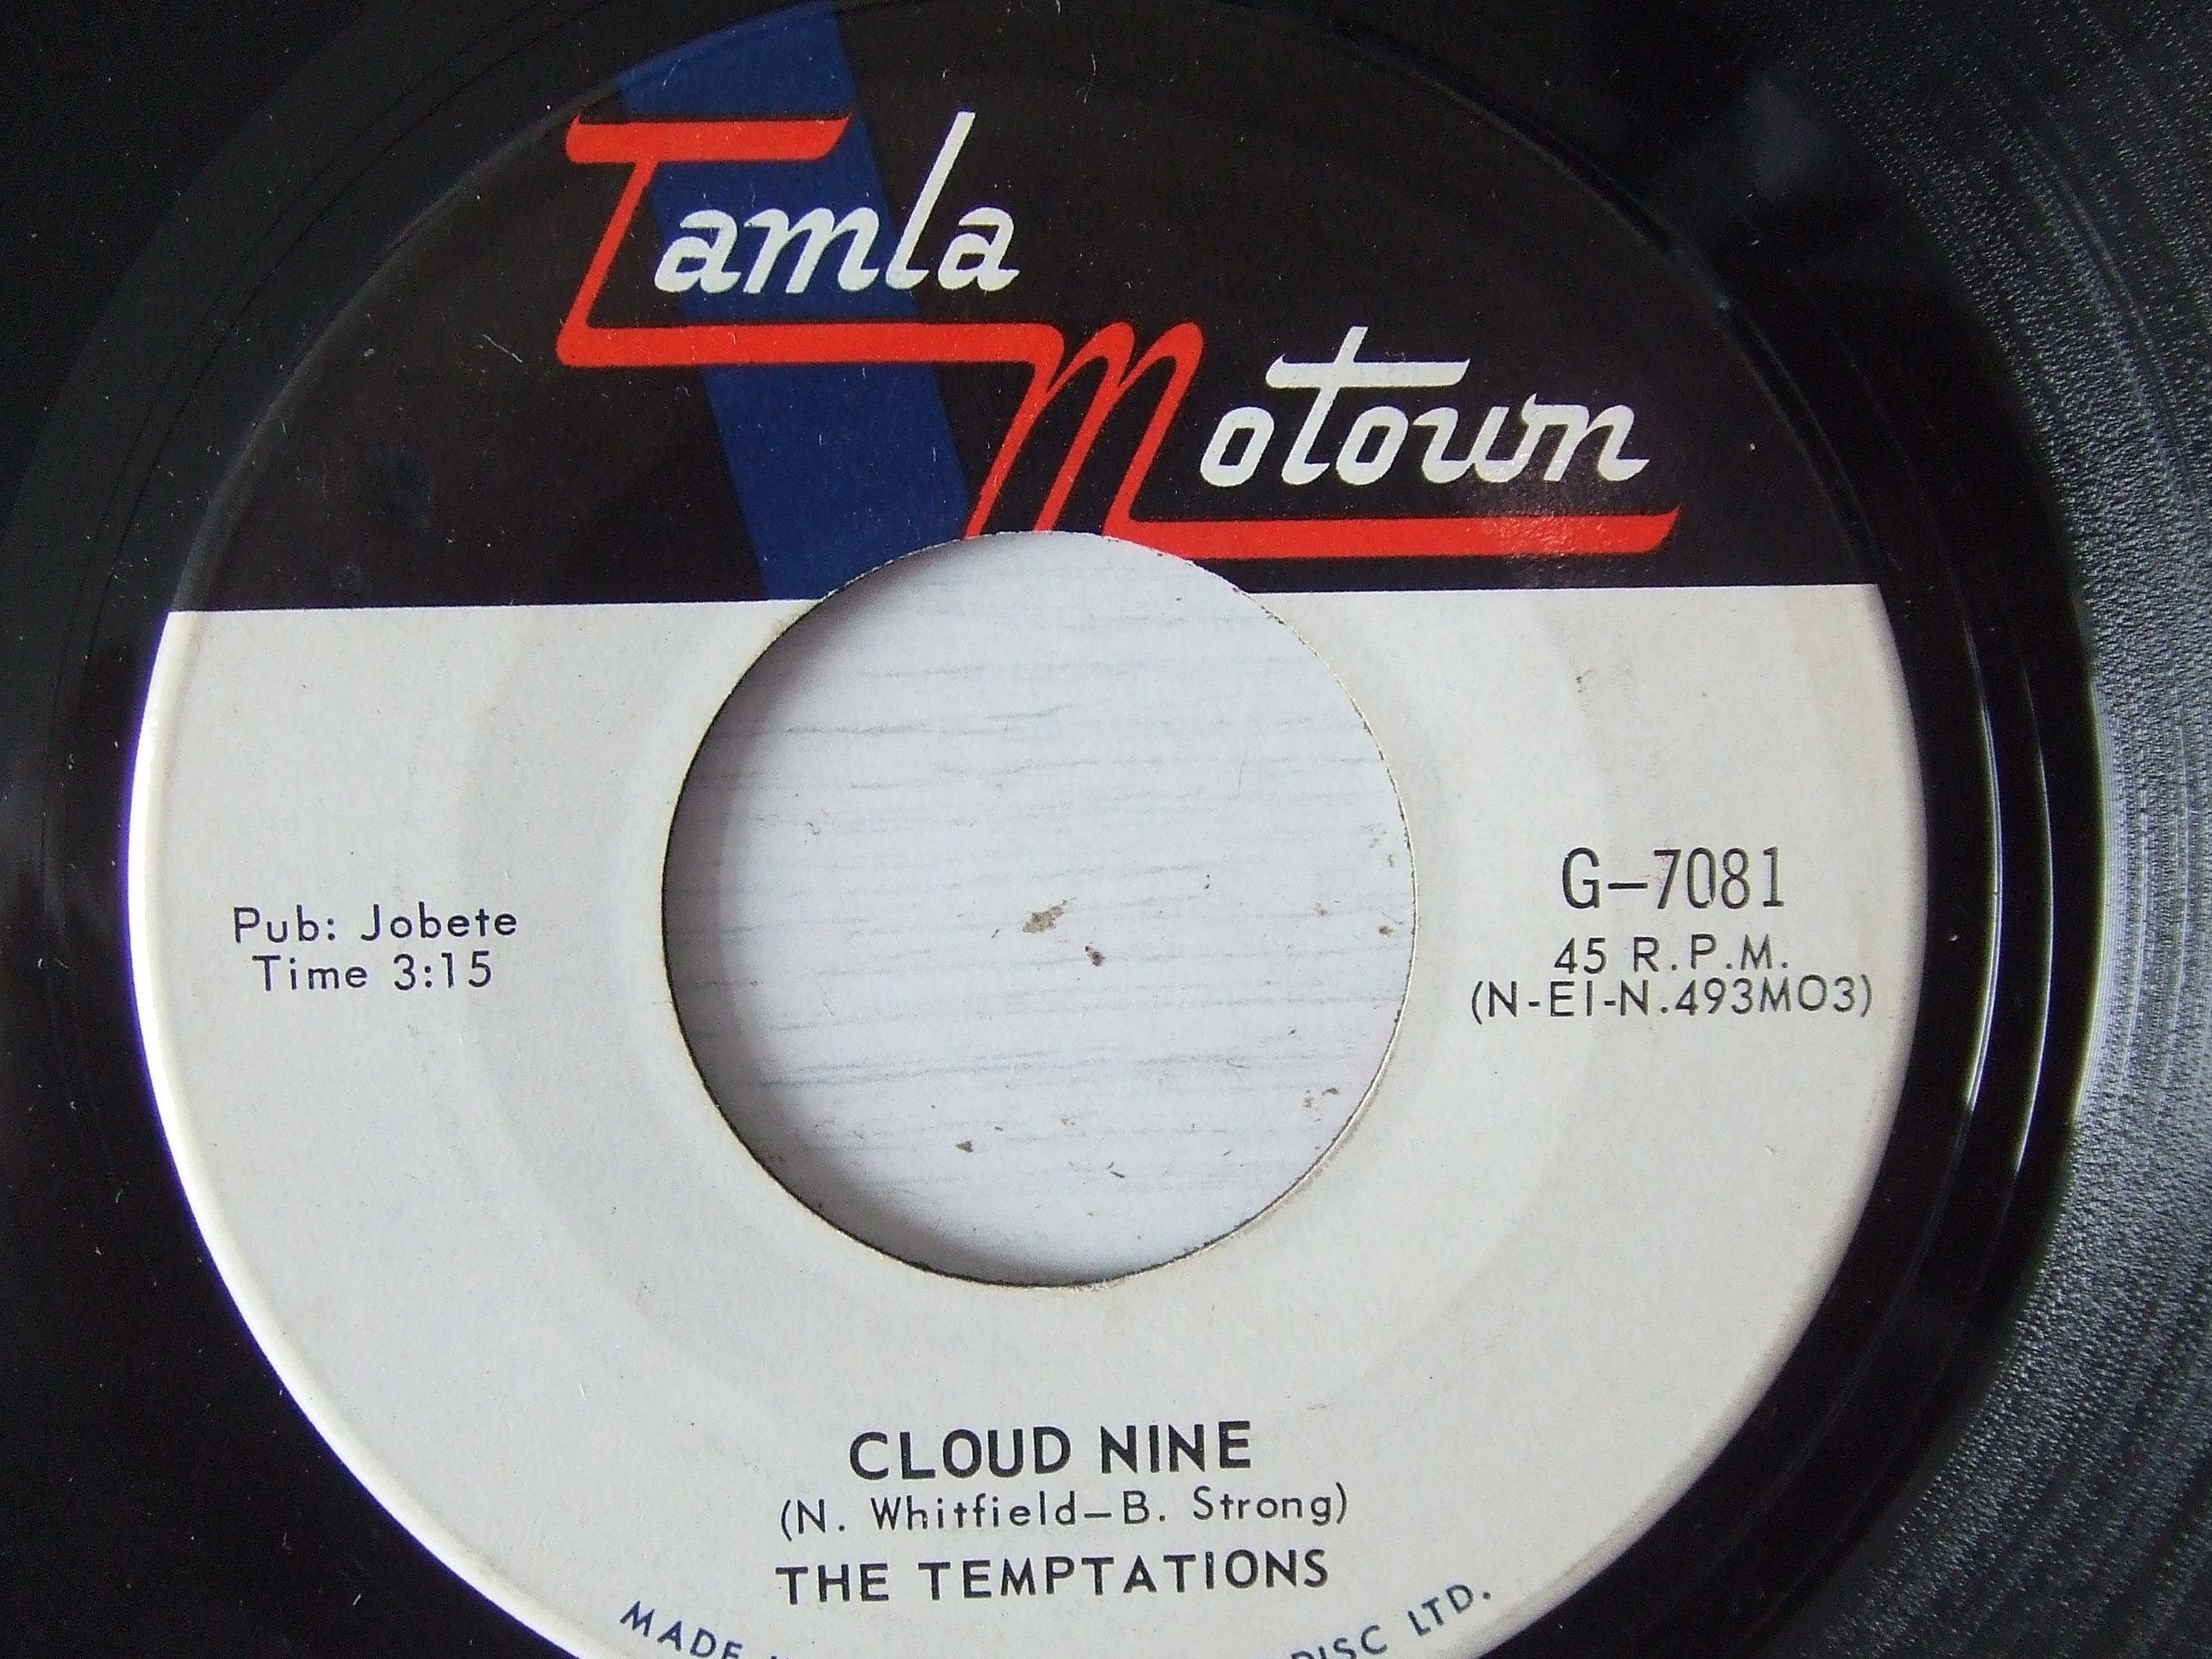 Tamla
Motown
Pub: Jobete
Time 3:15
G-7081
45 R.P.M.
(N-EI-N.493MO3)
CLOUD NINE
(N. Whitfield-B. Strong)
THE TEMPTATIONS
MADE DISC LTD.